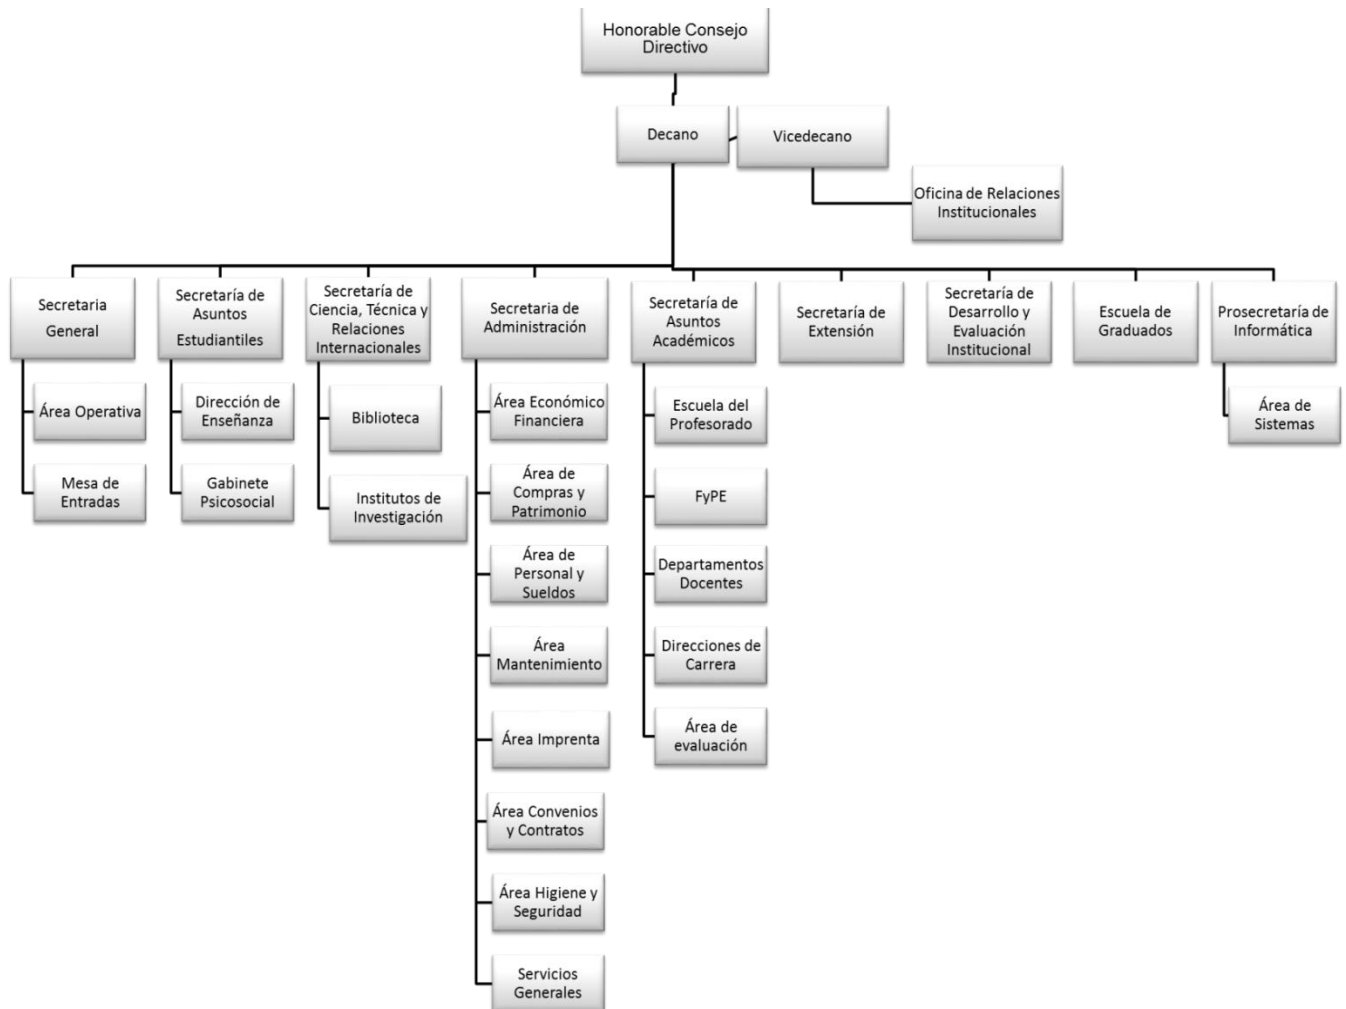 Honorable Consejo
Directivo
Decano
Vicedecano
Oficina de Relaciones
Institucionales
Secretaria
General
Secretaría de
Asuntos
Estudiantiles
Secretaría de
Ciencia, Técnica y
Relaciones
Internacionales
Secretaria de
Administración
Secretaría de
Asuntos
Académicos
Secretaría de
Extensión
Secretaría de
Desarrollo y
Evaluación
Institucional
Escuela de
Graduados
Prosecretaría de
Informática
Área Operativa
Mesa de
Entradas
Dirección de
Enseñanza
Gabinete
Psicosocial
Biblioteca
Institutos de
Investigación
Área Económico
Financiera
Área de
Compras y
Patrimonio
Área de
Personal y
Sueldos
Área
Mantenimiento
Área Imprenta
Área Convenios
y Contratos
Área Higiene y
Seguridad
Servicios
Generales
Escuela del
Profesorado
FyPE
Departamentos
Docentes
Direcciones de
Carrera
Área de
evaluación
Área de
Sistemas